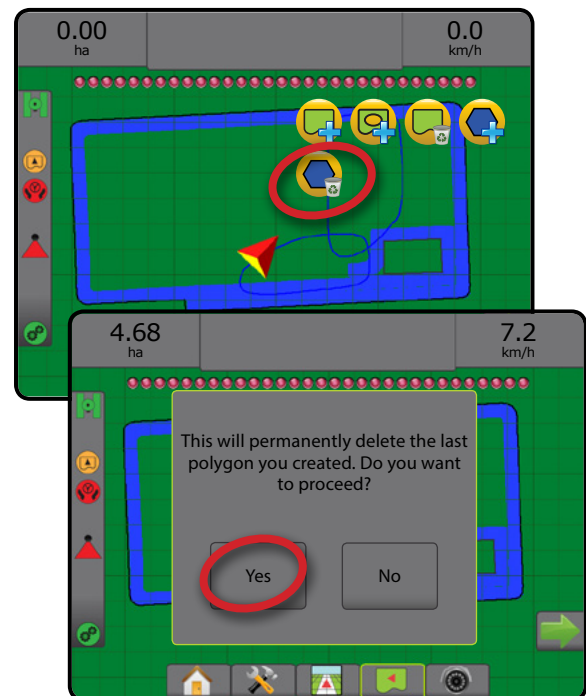 0.00
ha
0.0
km/h
4.68
ha
7.2
km/h
This will permanently delete the last
polygon you created. Do you want
to proceed?
Yes
No